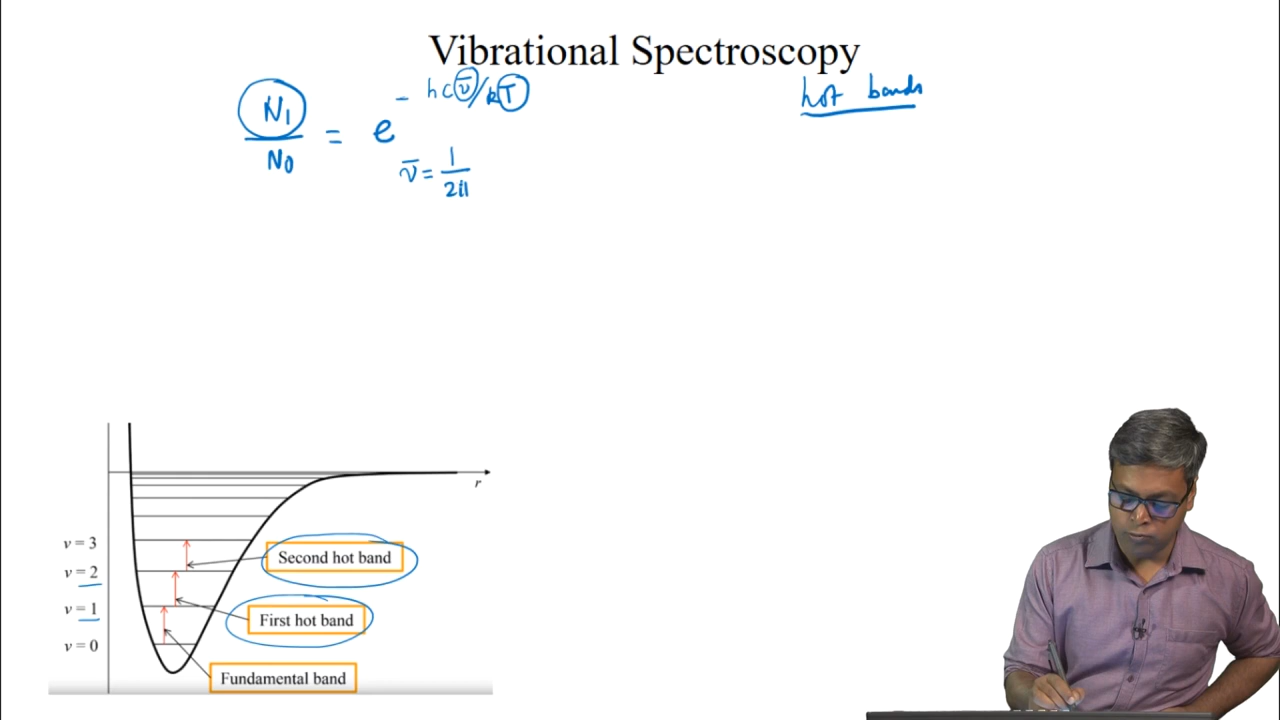 Vibrational Spectroscopy
N₁/N₀ = e^(- hcν̄/kT)
ν̄ = 1/2π
hot bands
r
v = 3
v = 2
v = 1
v = 0
Second hot band
First hot band
Fundamental band